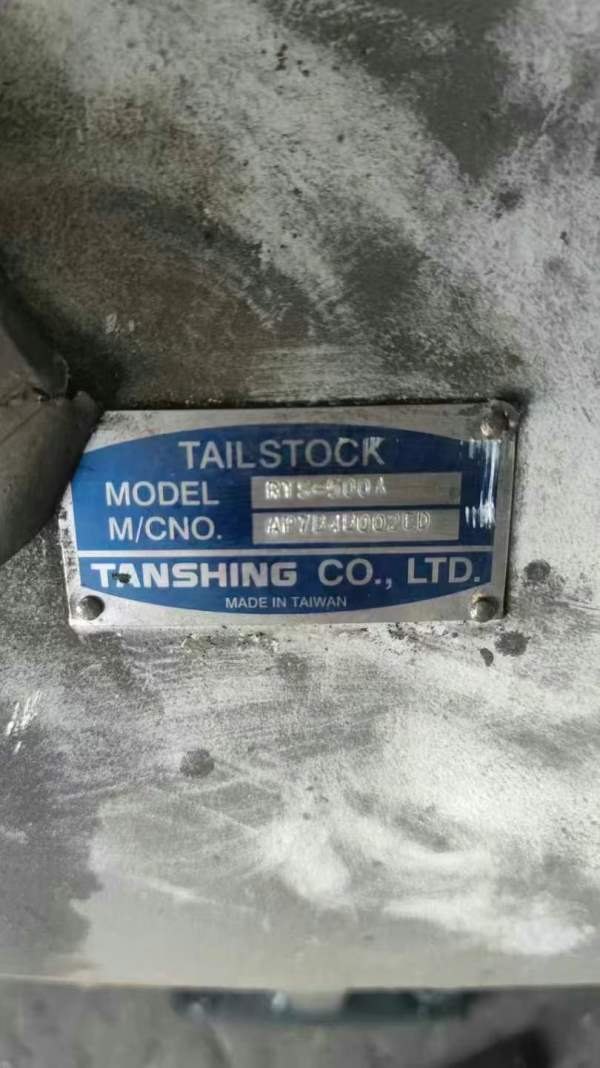 TAILSTOCK
MODEL
M/CNO.
TANSHING CO., LTD.
MADE IN TAIWAN